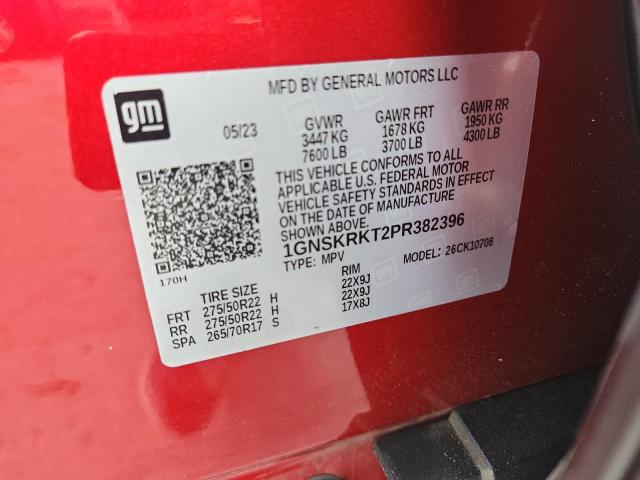 gm
MFD BY GENERAL MOTORS LLC
05/23 GVWR GAWR FRT GAWR RR
3447 KG 1678 KG 1950 KG
7600 LB 3700 LB 4300 LB
THIS VEHICLE CONFORMS TO ALL
APPLICABLE U.S. FEDERAL MOTOR
VEHICLE SAFETY STANDARDS IN EFFECT
ON THE DATE OF MANUFACTURE
SHOWN ABOVE.
1GNSKRKT2PR382396
TYPE: MPV MODEL: 26CK10706
170H
TIRE SIZE RIM
FRT 275/50R22 H 22X9J
RR 275/50R22 H 22X9J
SPA 265/70R17 S 17X8J